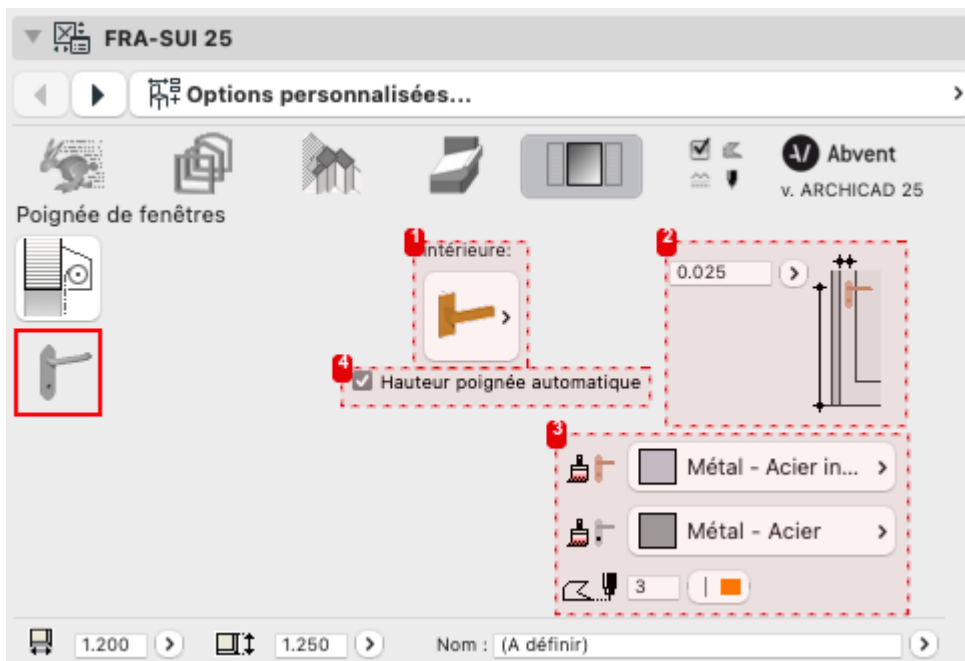 FRA-SUI 25
Options personnalisées...
Abvent
v. ARCHICAD 25
Poignée de fenêtres
1
intérieure:
2
0.025
4
Hauteur poignée automatique
3
Métal - Acier in...
Métal - Acier
3
1.200
1.250
Nom : (A définir)